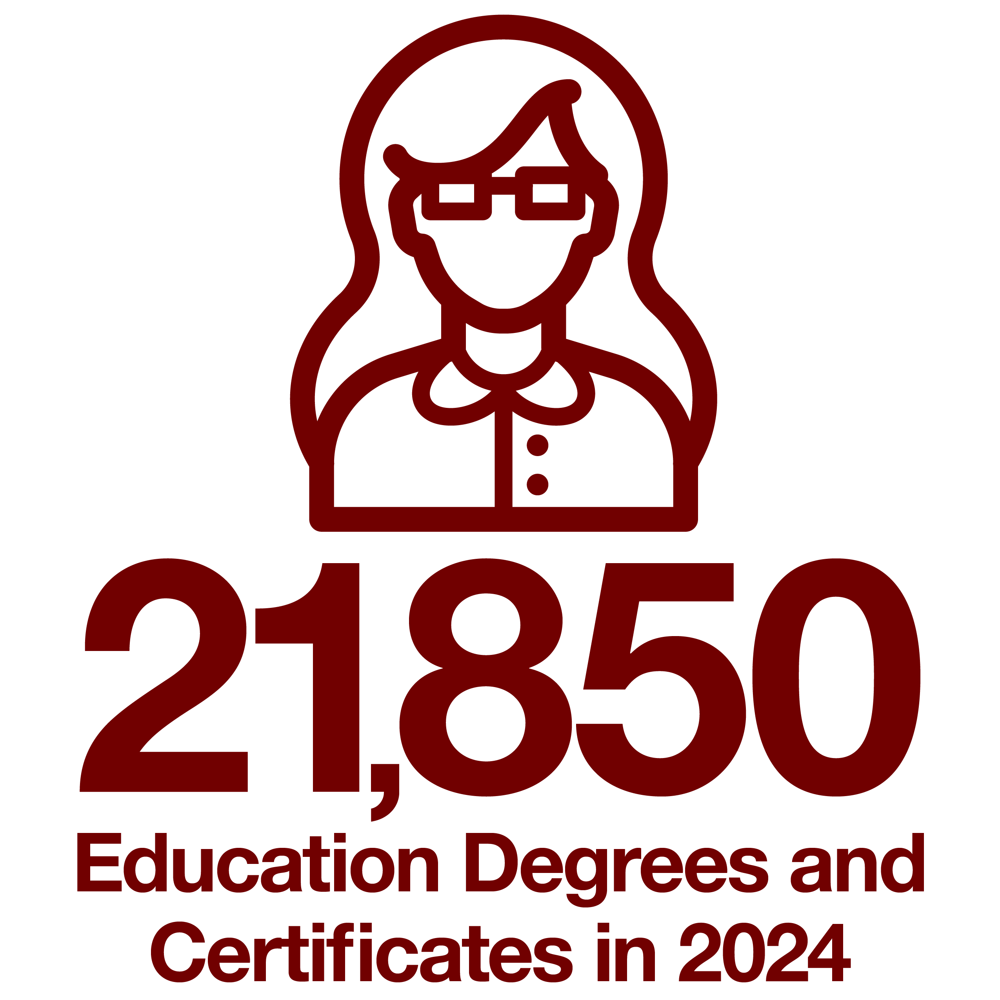 21,850
Education Degrees and
Certificates in 2024